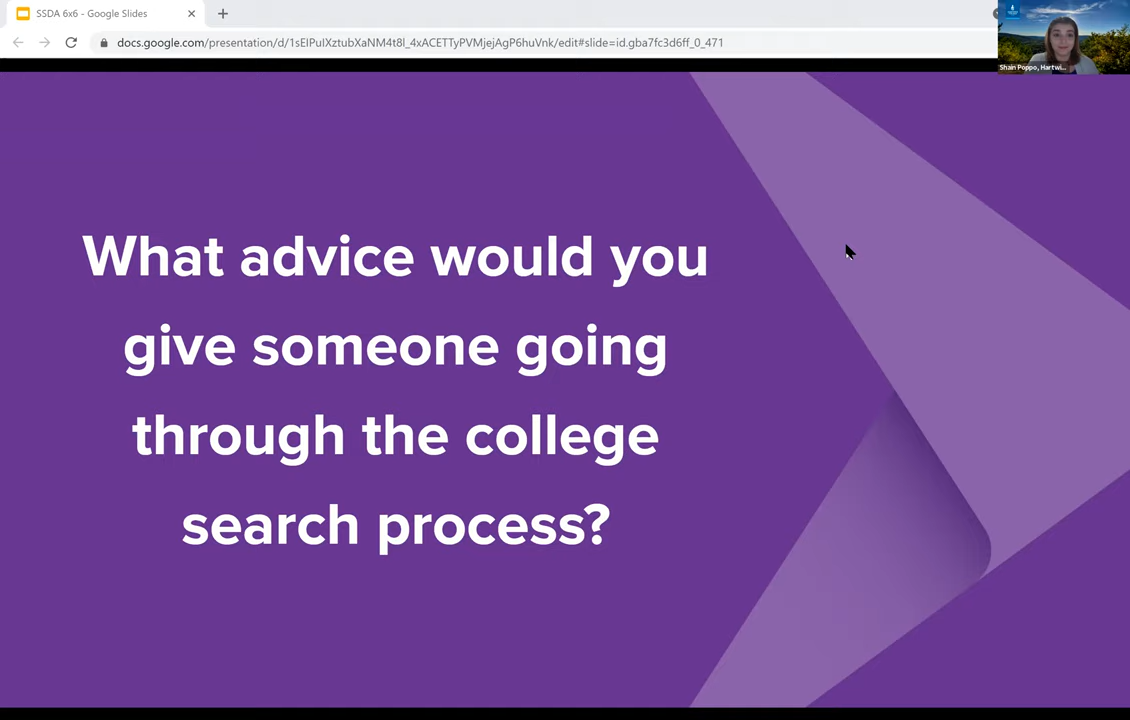 SSDA 6x6 - Google Slides
docs.google.com/presentation/d/1sEIPulXztubXaNM4t8l_4xACETTyPVMjejAgP6huVnk/edit#slide=id.gba7fc3d6ff_0_471
Shain Poppo, Hartwi...
What advice would you
give someone going
through the college
search process?